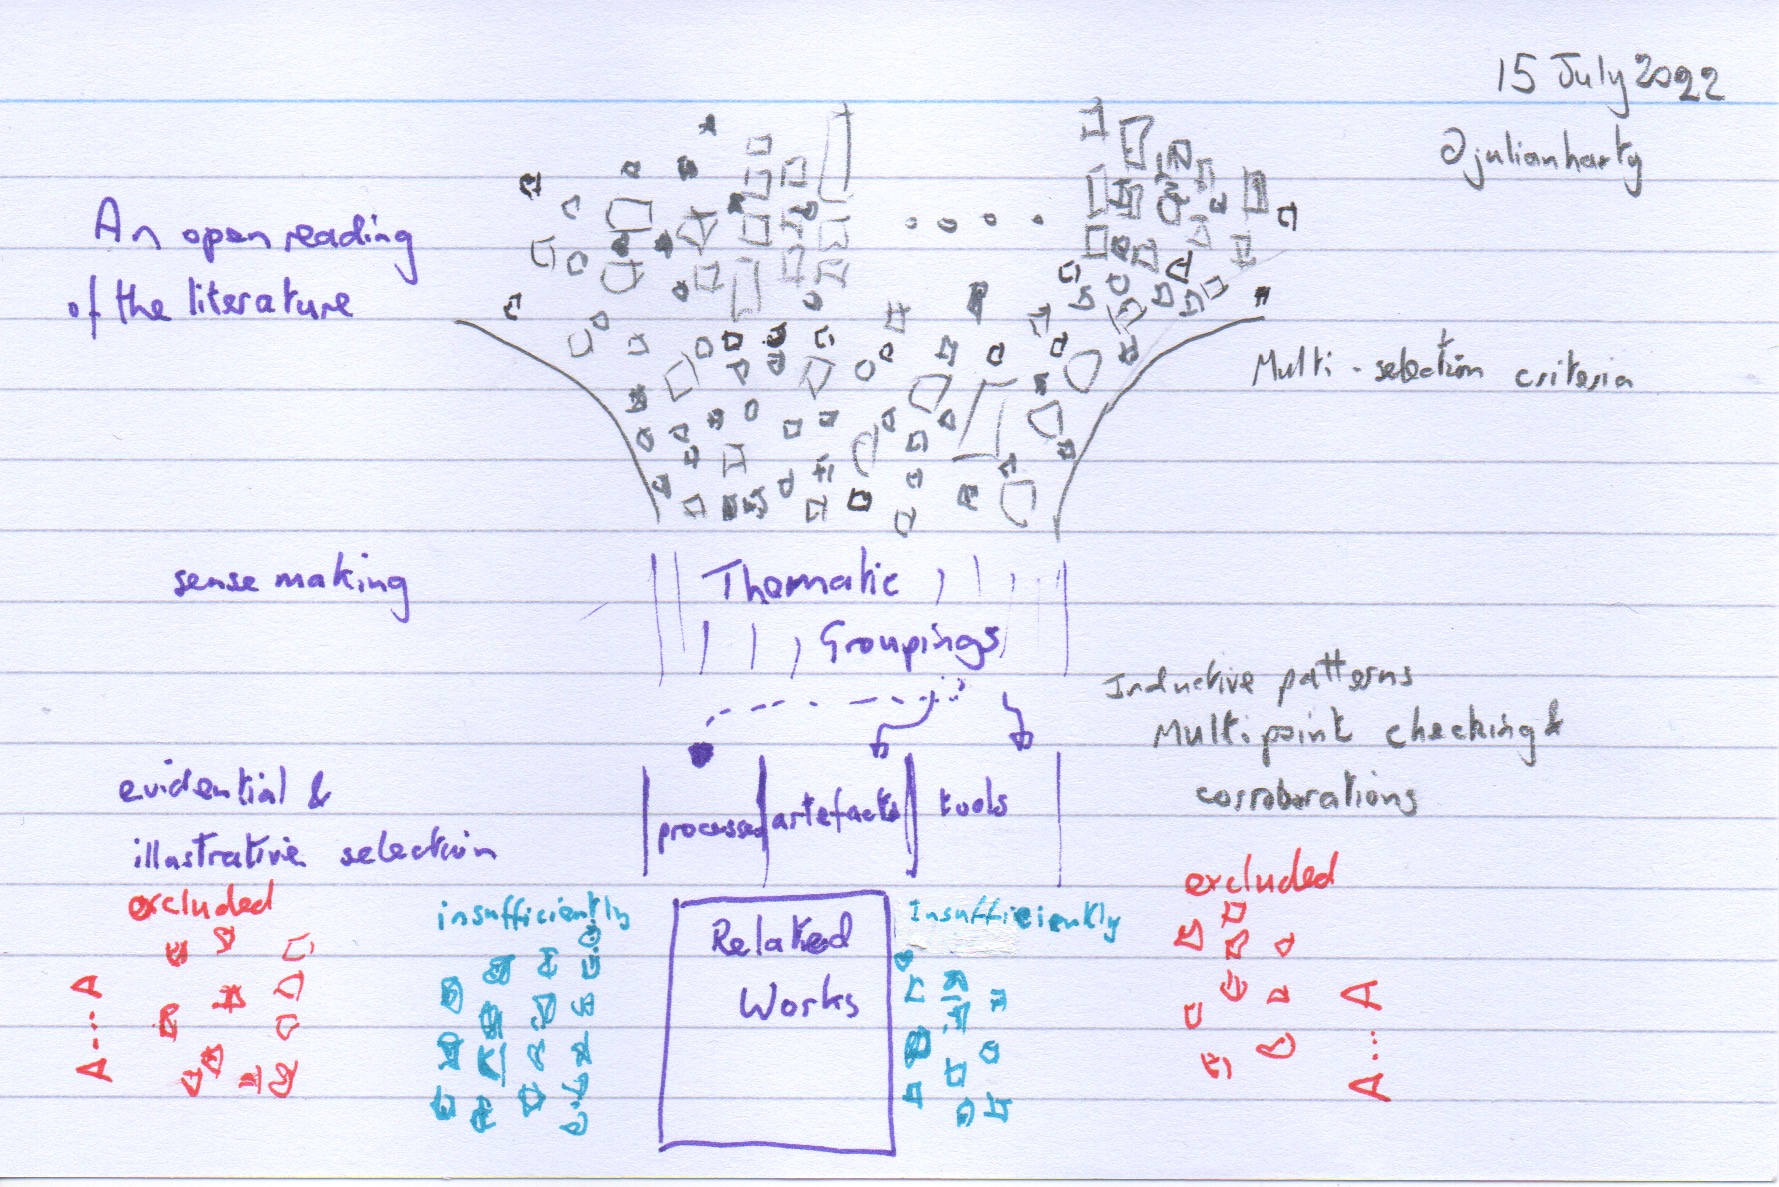 15 July 2022
@julianharty
An open reading
of the literature
Multi-selection criteria
sense making
Thematic
Groupings
Inductive patterns
Multipoint checking &
corroborations
evidential &
illustrative selection
processes
artefacts
tools
excluded
insufficiently
Related
Works
Insufficiently
excluded